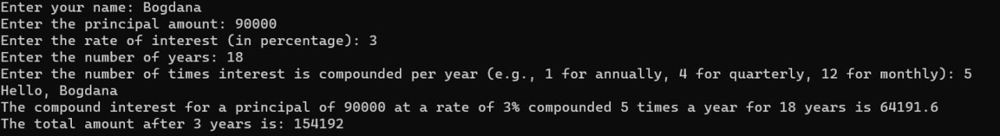 Enter your name: Bogdana
Enter the principal amount: 90000
Enter the rate of interest (in percentage): 3
Enter the number of years: 18
Enter the number of times interest is compounded per year (e.g., 1 for annually, 4 for quarterly, 12 for monthly): 5
Hello, Bogdana
The compound interest for a principal of 90000 at a rate of 3% compounded 5 times a year for 18 years is 64191.6
The total amount after 3 years is: 154192